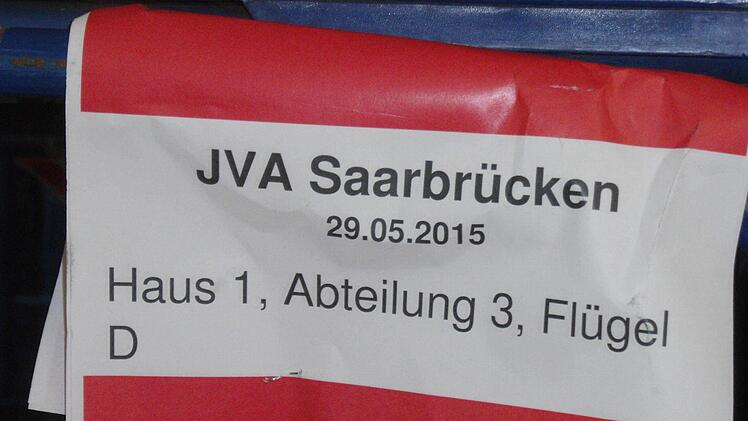 JVA Saarbrücken
29.05.2015
Haus 1, Abteilung 3, Flügel
D